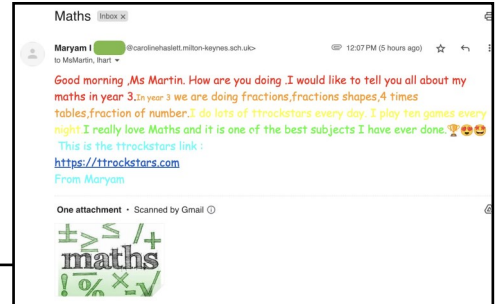 Maths Inbox x
Maryam I @carolinehaslett.milton-keynes.sch.uk> 12:07 PM (5 hours ago)
to MsMartin, lhart
Good morning ,Ms Martin. How are you doing .I would like to tell you all about my
maths in year 3.In year 3 we are doing fractions,fractions shapes,4 times
tables,fraction of number.I do lots of ttrockstars every day. I play ten games every
night.I really love Maths and it is one of the best subjects I have ever done.🏆😍🤩
This is the ttrockstars link :
https://ttrockstars.com
From Maryam
One attachment • Scanned by Gmail
± > ≤ / +
maths
! % × - √